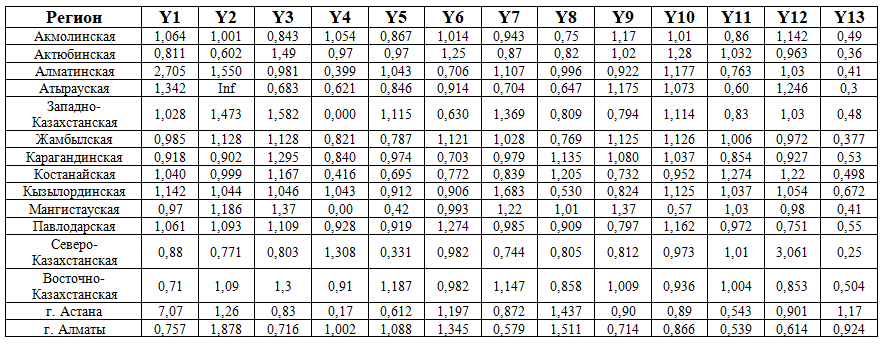 Регион Y1 Y2 Y3 Y4 Y5 Y6 Y7 Y8 Y9 Y10 Y11 Y12 Y13
Акмолинская 1,064 1,001 0,843 1,054 0,867 1,014 0,943 0,75 1,17 1,01 0,86 1,142 0,49
Актюбинская 0,811 0,602 1,49 0,97 0,97 1,25 0,87 0,82 1,02 1,28 1,032 0,963 0,36
Алматинская 2,705 1,550 0,981 0,399 1,043 0,706 1,107 0,996 0,922 1,177 0,763 1,03 0,41
Атырауская 1,342 Inf 0,683 0,621 0,846 0,914 0,704 0,647 1,175 1,073 0,60 1,246 0,3
Западно-
Казахстанская 1,028 1,473 1,582 0,000 1,115 0,630 1,369 0,809 0,794 1,114 0,83 1,03 0,48
Жамбылская 0,985 1,128 1,128 0,821 0,787 1,121 1,028 0,769 1,125 1,126 1,006 0,972 0,377
Карагандинская 0,918 0,902 1,295 0,840 0,974 0,703 0,979 1,135 1,080 1,037 0,854 0,927 0,53
Костанайская 1,040 0,999 1,167 0,416 0,695 0,772 0,839 1,205 0,732 0,952 1,274 1,22 0,498
Кызылординская 1,142 1,044 1,046 1,043 0,912 0,906 1,683 0,530 0,824 1,125 1,037 1,054 0,672
Мангистауская 0,97 1,186 1,37 0,00 0,42 0,993 1,22 1,01 1,37 0,57 1,03 0,98 0,41
Павлодарская 1,061 1,093 1,109 0,928 0,919 1,274 0,985 0,909 0,797 1,162 0,972 0,751 0,55
Северо-
Казахстанская 0,88 0,771 0,803 1,308 0,331 0,982 0,744 0,805 0,812 0,973 1,01 3,061 0,25
Восточно-
Казахстанская 0,71 1,09 1,3 0,91 1,187 0,982 1,147 0,858 1,009 0,936 1,004 0,853 0,504
г. Астана 7,07 1,26 0,83 0,17 0,612 1,197 0,872 1,437 0,90 0,89 0,543 0,901 1,17
г. Алматы 0,757 1,878 0,716 1,002 1,088 1,345 0,579 1,511 0,714 0,866 0,539 0,614 0,924